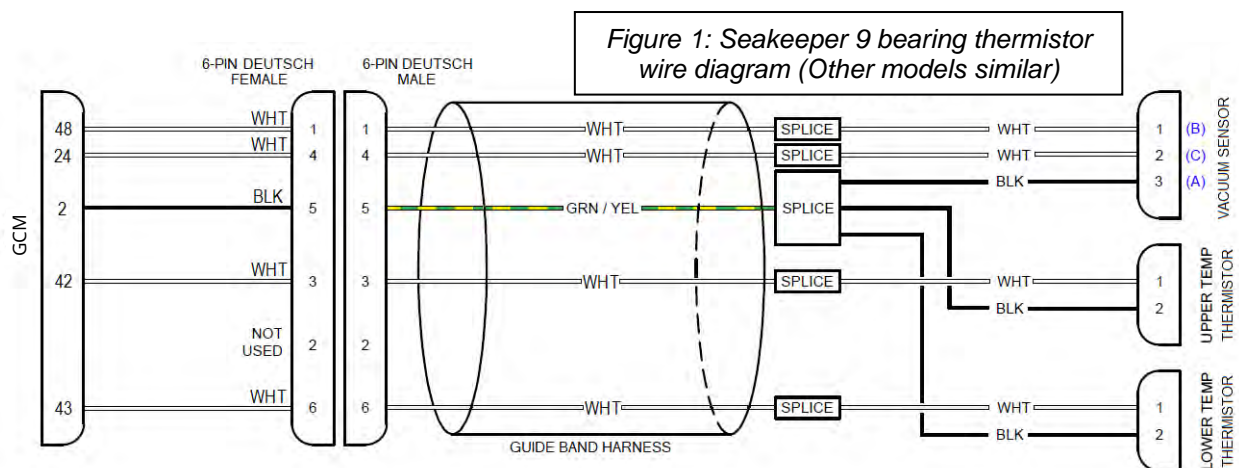 Figure 1: Seakeeper 9 bearing thermistor
wire diagram (Other models similar)
6-PIN DEUTSCH
FEMALE
6-PIN DEUTSCH
MALE
GCM
48 WHT 1 1 WHT SPLICE WHT 1 (B)
24 WHT 4 4 WHT SPLICE WHT 2 (C)
BLK 3 (A)
VACUUM SENSOR
2 BLK 5 5 GRN / YEL SPLICE
42 WHT 3 3 WHT SPLICE WHT 1
BLK 2
UPPER TEMP
THERMISTOR
NOT
USED 2 2
43 WHT 6 6 WHT SPLICE WHT 1
BLK 2
LOWER TEMP
THERMISTOR
GUIDE BAND HARNESS